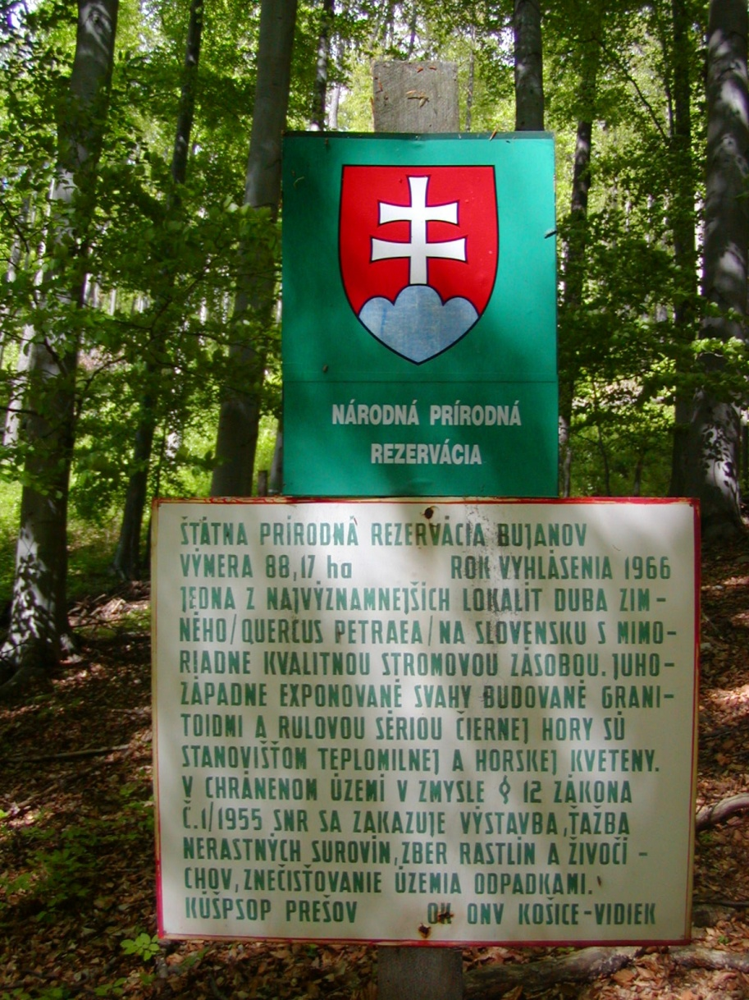 NÁRODNÁ PRÍRODNÁ
REZERVÁCIA
ŠTÁTNA PRÍRODNÁ REZERVÁCIA BUJANOV
VÝMERA 88,17 ha ROK VYHLÁSENIA 1966
JEDNA Z NAJVÝZNAMNEJŠÍCH LOKALÍT DUBA ZIM-
NÉHO/QUERCUS PETRAEA/NA SLOVENSKU S MIMO-
RIADNE KVALITNOU STROMOVOU ZÁSOBOU. JUHO-
ZÁPADNE EXPONOVANÉ SVAHY BUDOVANÉ GRANI-
TOIDMI A RULOVOU SÉRIOU ČIERNEJ HORY SÚ
STANOVIŠŤOM TEPLOMILNEJ A HORSKEJ KVETENY.
V CHRÁNENOM ÚZEMÍ V ZMYSLE § 12 ZÁKONA
Č.1/1955 SNR SA ZAKAZUJE VÝSTAVBA, ŤAŽBA
NERASTNÝCH SUROVÍN, ZBER RASTLÍN A ŽIVOČÍ-
CHOV, ZNEČISŤOVANIE ÚZEMIA ODPADKAMI.
KÚŠPSOP PREŠOV OK ONV KOŠICE-VIDIEK